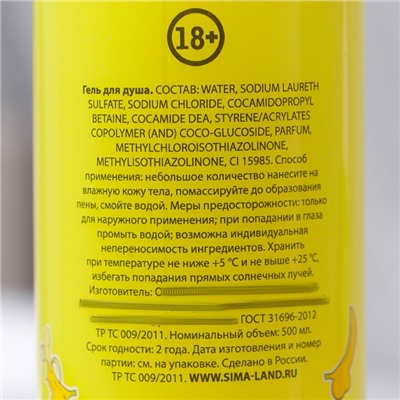 18+
Гель для душа. СОСТАВ: WATER, SODIUM LAURETH
SULFATE, SODIUM CHLORIDE, COCAMIDOPROPYL
BETAINE, COCAMIDE DEA, STYRENE/ACRYLATES
COPOLYMER (AND) COCO-GLUCOSIDE, PARFUM,
METHYLCHLOROISOTHIAZOLINONE,
METHYLISOTHIAZOLINONE, CI 15985. Способ
применения: небольшое количество нанесите на
влажную кожу тела, помассируйте до образования
пены, смойте водой. Меры предосторожности: только
для наружного применения; при попадании в глаза
промыть водой; возможна индивидуальная
непереносимость ингредиентов. Хранить
при температуре не ниже +5 °С и не выше +25 °С,
избегать попадания прямых солнечных лучей.
Изготовитель:
ГОСТ 31696-2012
ТР ТС 009/2011. Номинальный объем: 500 мл.
Срок годности: 2 года. Дата изготовления и номер
партии: см. на упаковке. Сделано в России.
ТР ТС 009/2011. WWW.SIMA-LAND.RU